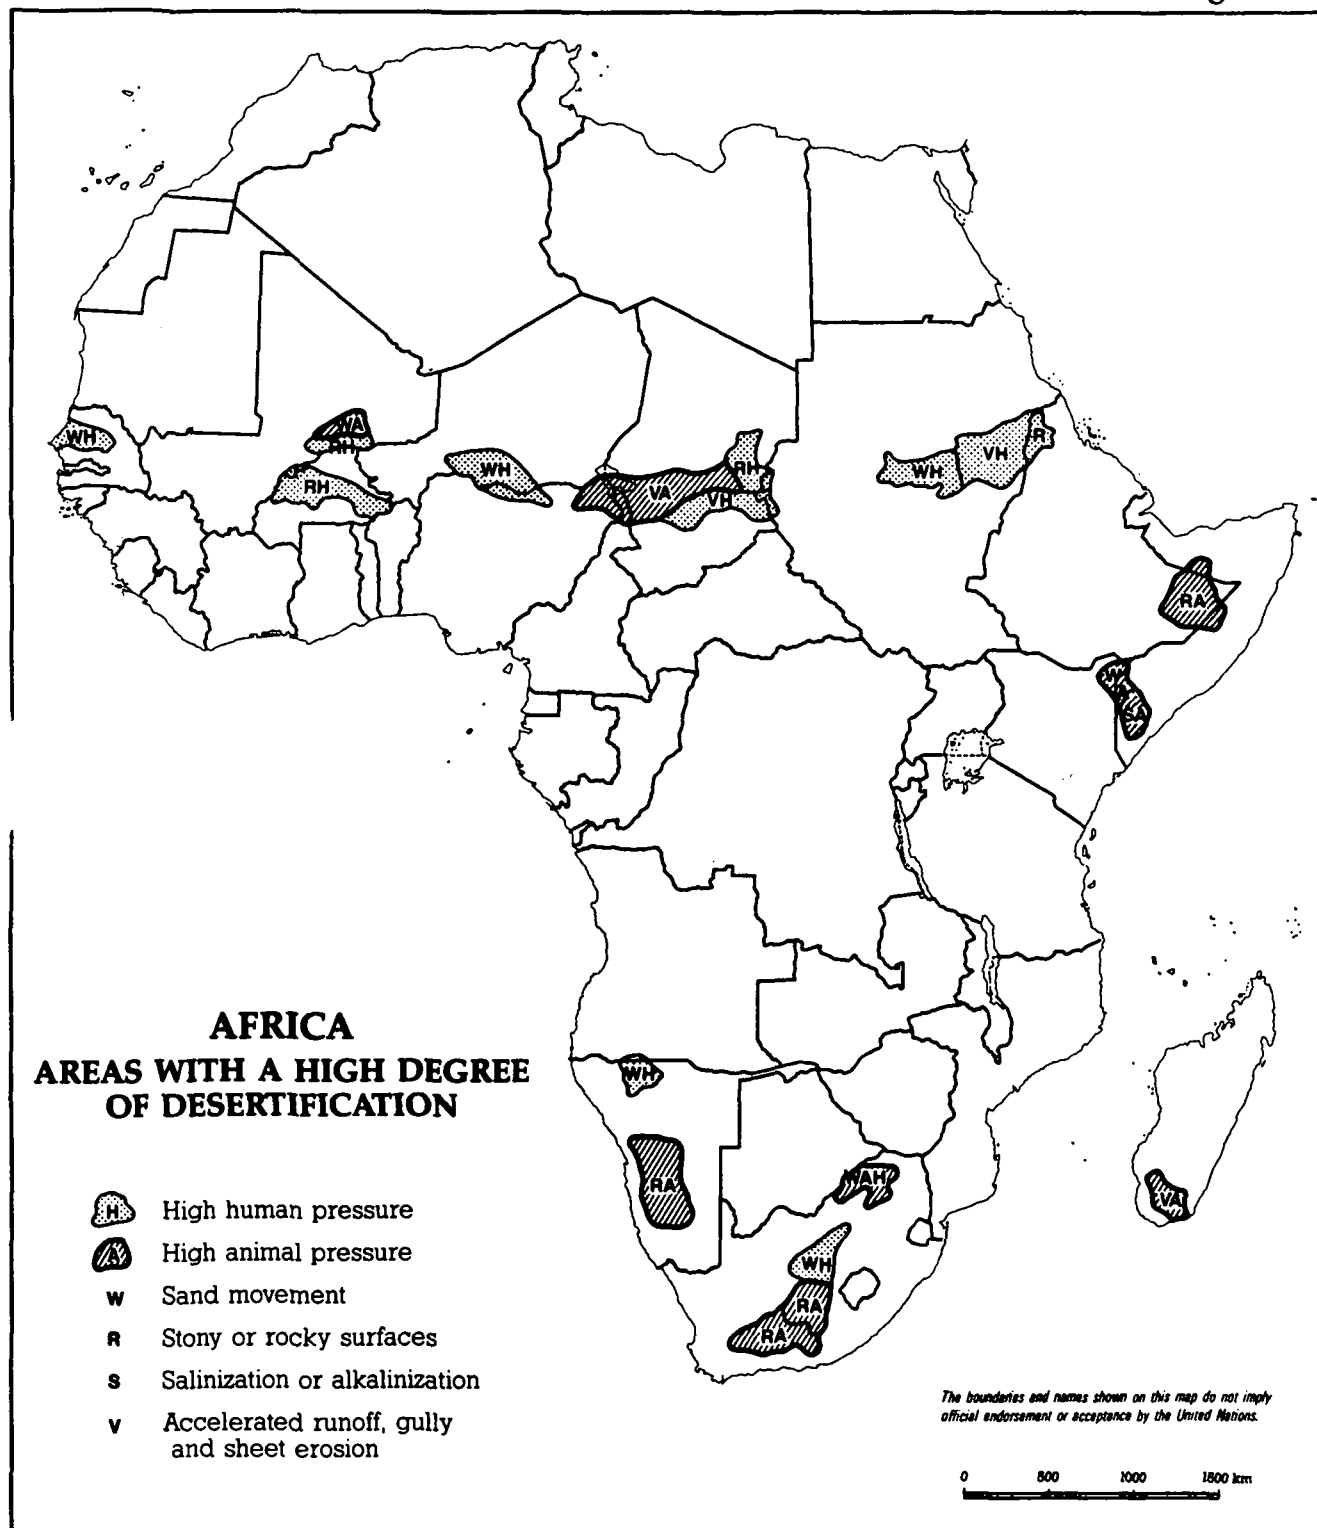 WH
WA
RH
RH
WH
VA
RH
VH
WH
VH
R
RA
SA
WH
RA
WAH
VA
WH
RA
RA
AFRICA
AREAS WITH A HIGH DEGREE
OF DESERTIFICATION
H High human pressure
A High animal pressure
W Sand movement
R Stony or rocky surfaces
S Salinization or alkalinization
V Accelerated runoff, gully
and sheet erosion
The boundaries and names shown on this map do not imply
official endorsement or acceptance by the United Nations.
0 500 1000 1500 km